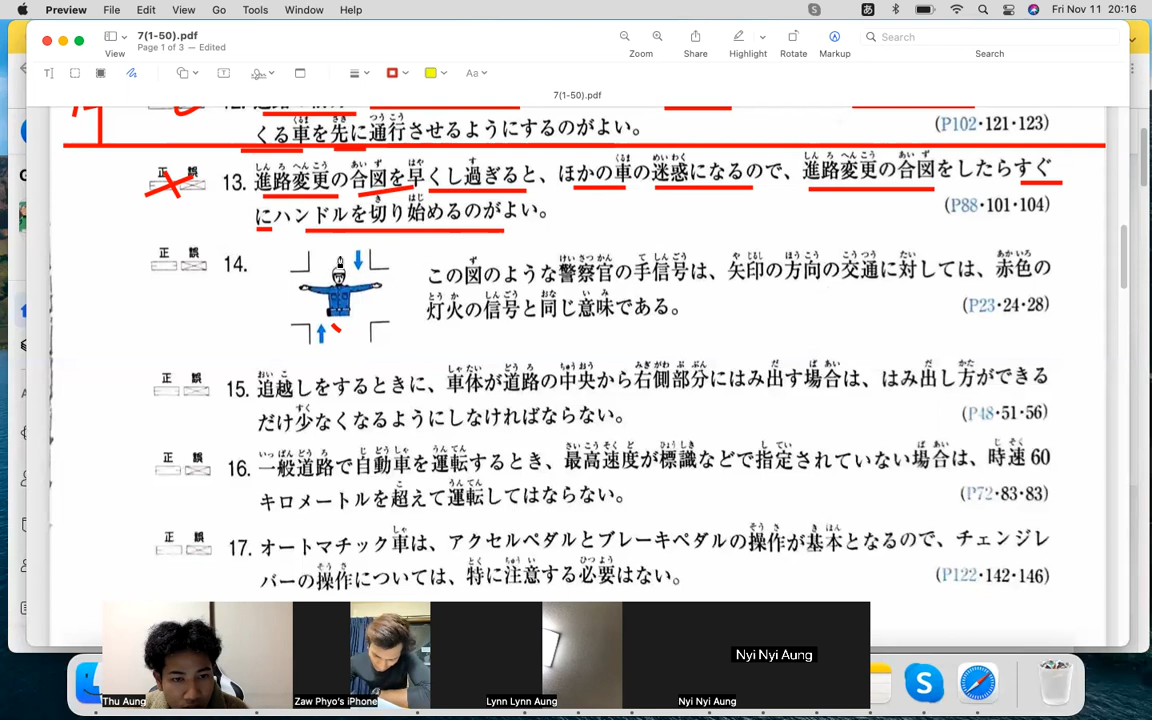 Preview File Edit View Go Tools Window Help Fri Nov 11 20:16
7(1-50).pdf
Page 1 of 3 — Edited
View Zoom Share Highlight Rotate Markup Search
Search
7(1-50).pdf
くる車を先に通行させるようにするのがよい。 (P102・121・123)
正 誤
13. 進路変更の合図を早くし過ぎると、ほかの車の迷惑になるので、進路変更の合図をしたらすぐ
にハンドルを切り始めるのがよい。 (P88・101・104)
正 誤
14. この図のような警察官の手信号は、矢印の方向の交通に対しては、赤色の
灯火の信号と同じ意味である。 (P23・24・28)
正 誤
15. 追越しをするときに、車体が道路の中央から右側部分にはみ出す場合は、はみ出し方ができる
だけ少なくなるようにしなければならない。 (P48・51・56)
正 誤
16. 一般道路で自動車を運転するとき、最高速度が標識などで指定されていない場合は、時速60
キロメートルを超えて運転してはならない。 (P72・83・83)
正 誤
17. オートマチック車は、アクセルペダルとブレーキペダルの操作が基本となるので、チェンジレ
バーの操作については、特に注意する必要はない。 (P122・142・146)
Nyi Nyi Aung
Thu Aung Zaw Phyo's iPhone Lynn Lynn Aung Nyi Nyi Aung